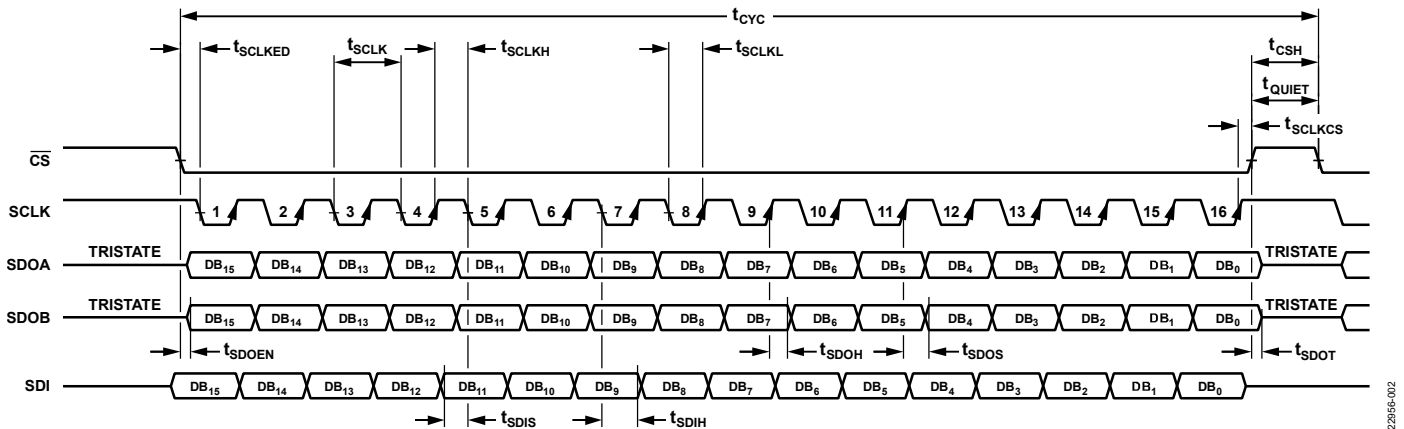 tCYC
tSCLKED
tSCLK
tSCLKH
tSCLKL
tCSH
tQUIET
tSCLKCS
CS
SCLK 1 2 3 4 5 6 7 8 9 10 11 12 13 14 15 16
TRISTATE TRISTATE
SDOA DB15 DB14 DB13 DB12 DB11 DB10 DB9 DB8 DB7 DB6 DB5 DB4 DB3 DB2 DB1 DB0
TRISTATE TRISTATE
SDOB DB15 DB14 DB13 DB12 DB11 DB10 DB9 DB8 DB7 DB6 DB5 DB4 DB3 DB2 DB1 DB0
tSDOEN tSDOH tSDOS tSDOT
SDI DB15 DB14 DB13 DB12 DB11 DB10 DB9 DB8 DB7 DB6 DB5 DB4 DB3 DB2 DB1 DB0
tSDIS tSDIH
22956-002